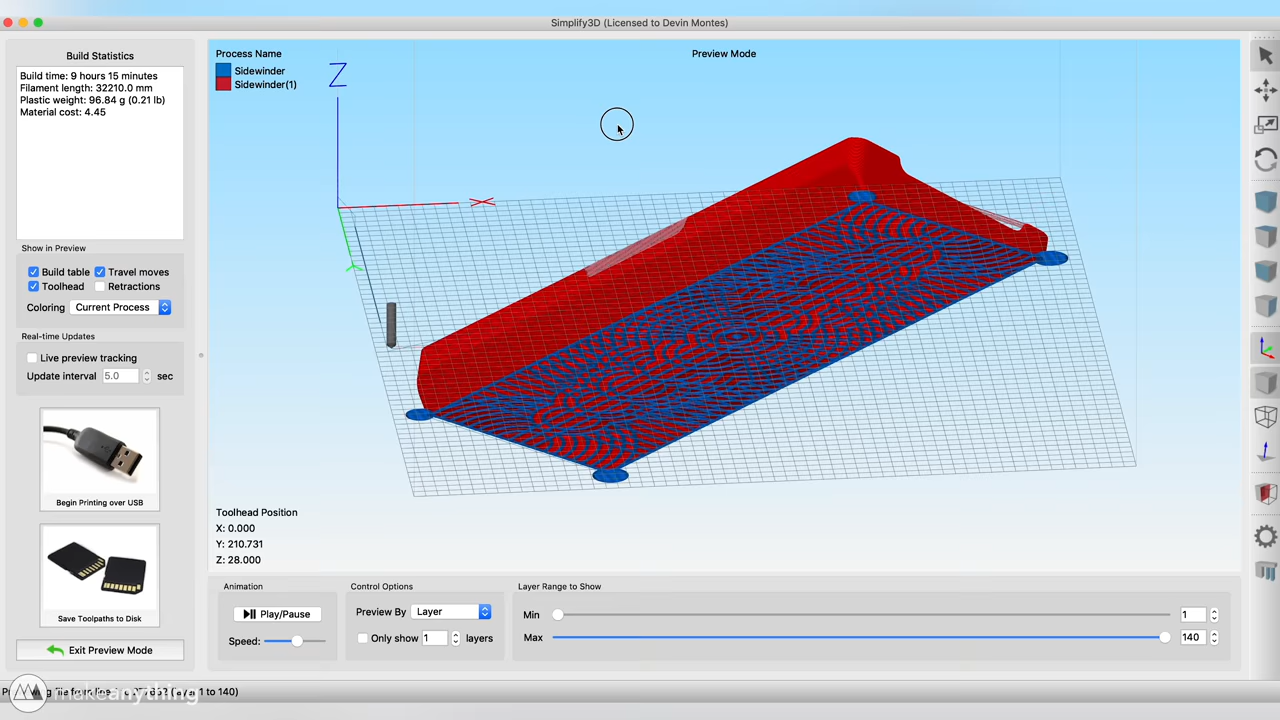 Simplify3D (Licensed to Devin Montes)
Build Statistics
Build time: 9 hours 15 minutes
Filament length: 32210.0 mm
Plastic weight: 96.84 g (0.21 lb)
Material cost: 4.45
Show in Preview
Build table
Travel moves
Toolhead
Retractions
Coloring Current Process
Real-time Updates
Live preview tracking
Update interval 5.0 sec
Begin Printing over USB
Save Toolpaths to Disk
Exit Preview Mode
Process Name
Sidewinder
Sidewinder(1)
Preview Mode
Z
X
Toolhead Position
X: 0.000
Y: 210.731
Z: 28.000
Animation
Play/Pause
Speed:
Control Options
Preview By Layer
Only show 1 layers
Layer Range to Show
Min 1
Max 140
1 to 140)
makeanything